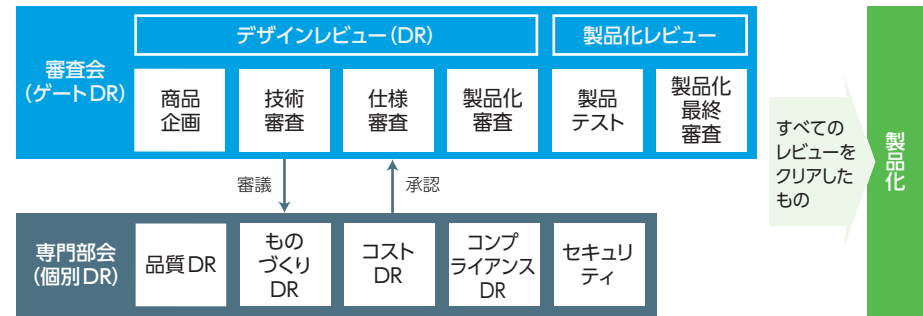 デザインレビュー（DR）
製品化レビュー
審査会
（ゲートDR）
商品
企画
技術
審査
仕様
審査
製品化
審査
製品
テスト
製品化
最終
審査
すべての
レビューを
クリアした
もの
製品化
審議
承認
専門部会
（個別DR）
品質DR
もの
づくり
DR
コスト
DR
コンプ
ライアンス
DR
セキュリ
ティ